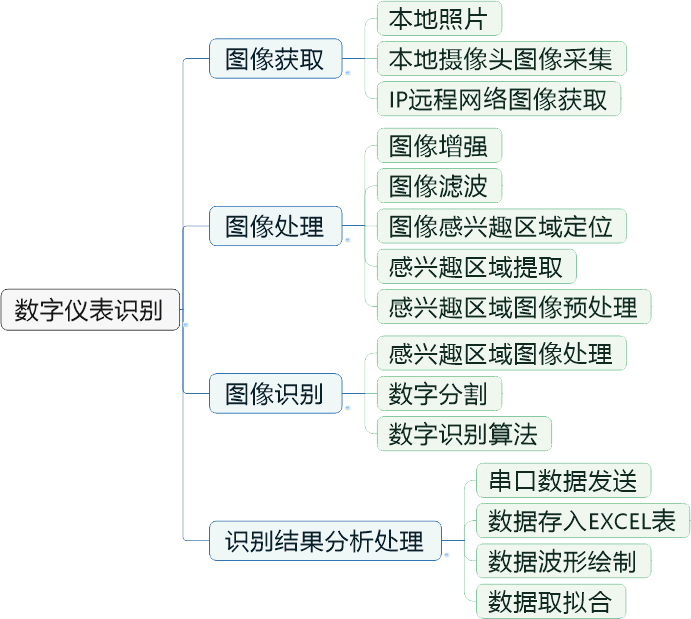 数字仪表识别
图像获取
本地照片
本地摄像头图像采集
IP远程网络图像获取
图像处理
图像增强
图像滤波
图像感兴趣区域定位
感兴趣区域提取
感兴趣区域图像预处理
图像识别
感兴趣区域图像处理
数字分割
数字识别算法
识别结果分析处理
串口数据发送
数据存入EXCEL表
数据波形绘制
数据取拟合